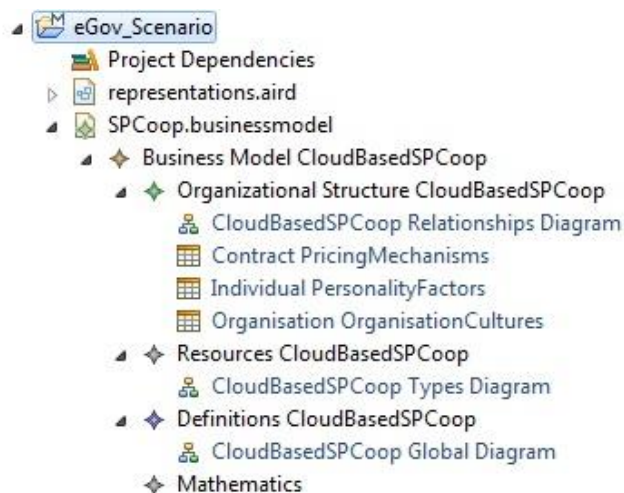 eGov_Scenario
Project Dependencies
representations.aird
SPCoop.businessmodel
Business Model CloudBasedSPCoop
Organizational Structure CloudBasedSPCoop
CloudBasedSPCoop Relationships Diagram
Contract PricingMechanisms
Individual PersonalityFactors
Organisation OrganisationCultures
Resources CloudBasedSPCoop
CloudBasedSPCoop Types Diagram
Definitions CloudBasedSPCoop
CloudBasedSPCoop Global Diagram
Mathematics